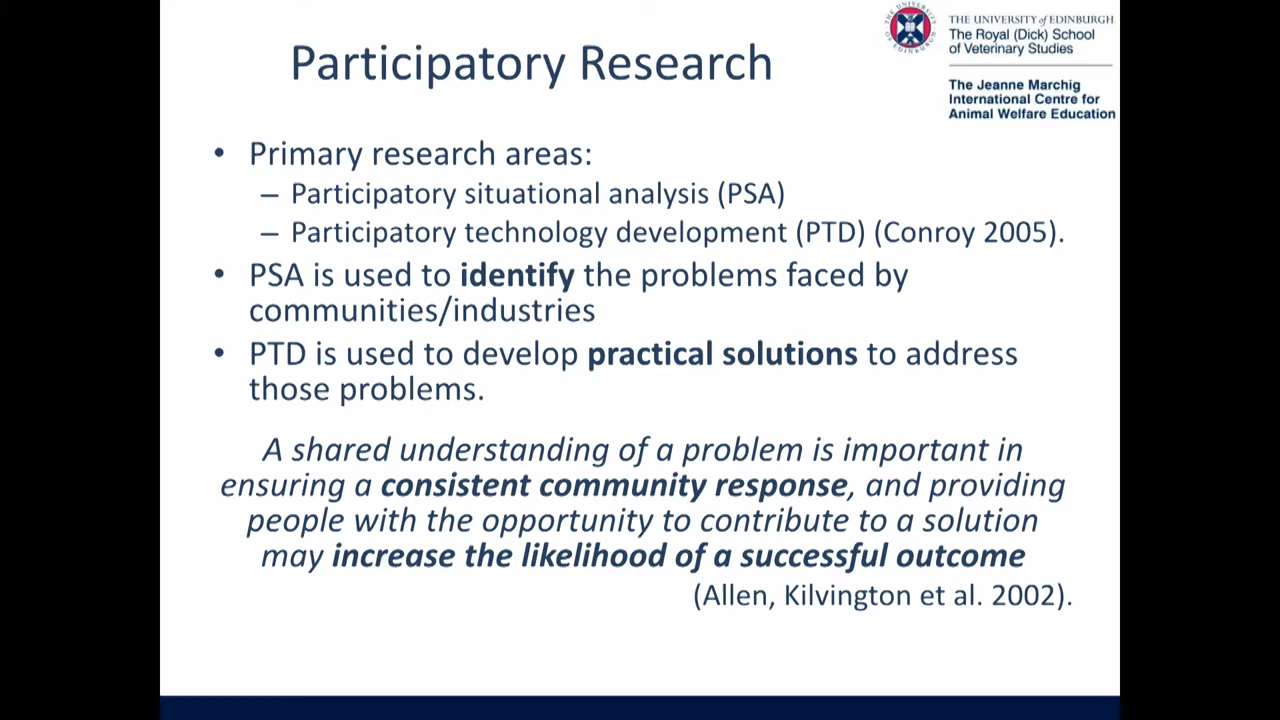 Participatory Research
THE UNIVERSITY of EDINBURGH
The Royal (Dick) School
of Veterinary Studies
The Jeanne Marchig
International Centre for
Animal Welfare Education
• Primary research areas:
– Participatory situational analysis (PSA)
– Participatory technology development (PTD) (Conroy 2005).
• PSA is used to identify the problems faced by
communities/industries
• PTD is used to develop practical solutions to address
those problems.
A shared understanding of a problem is important in
ensuring a consistent community response, and providing
people with the opportunity to contribute to a solution
may increase the likelihood of a successful outcome
(Allen, Kilvington et al. 2002).